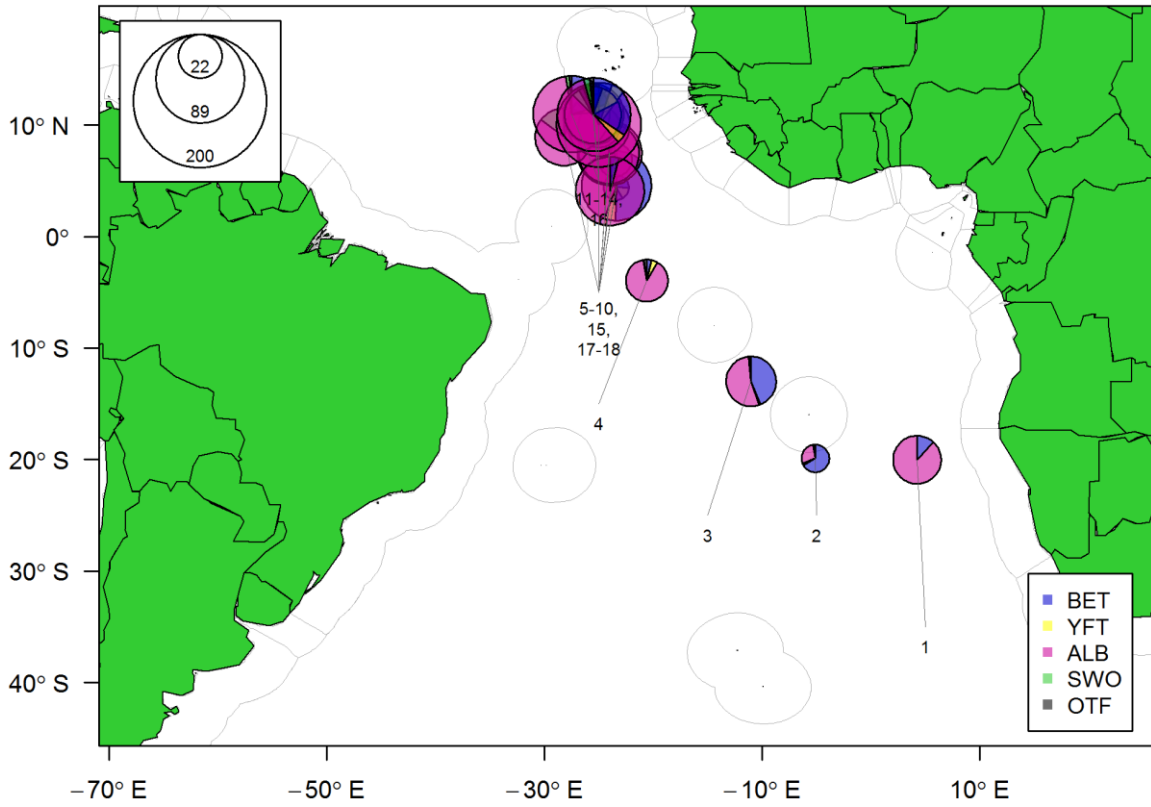 22
89
200
10° N
0°
10° S
20° S
30° S
40° S
11-14,
16
5-10,
15,
17-18
4
3
2
1
BET
YFT
ALB
SWO
OTF
−70° E
−50° E
−30° E
−10° E
10° E